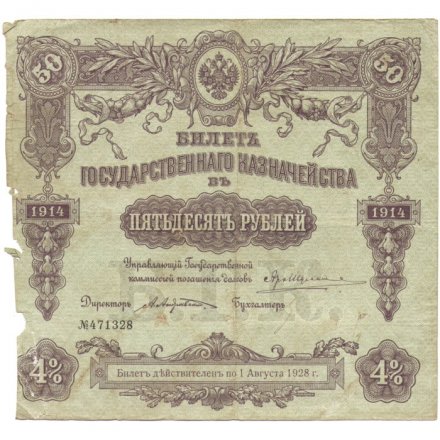 50 50
БИЛЕТЪ
ГОСУДАРСТВЕННАГО КАЗНАЧЕЙСТВА
ВЪ
1914 ПЯТЬДЕСЯТЪ РУБЛЕЙ 1914
Управляющій Государственной
комміссіей погашенія долговъ
Директоръ Бухгалтеръ
№471328
4% 4%
Билетъ дѣйствителенъ по 1 Августа 1928 г.